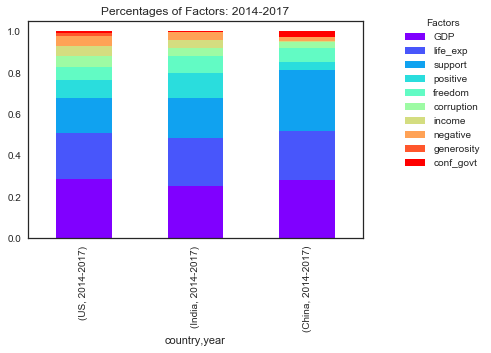 Percentages of Factors: 2014-2017
1.0
0.8
0.6
0.4
0.2
0.0
(US, 2014-2017)
(India, 2014-2017)
(China, 2014-2017)
country,year
Factors
GDP
life_exp
support
positive
freedom
corruption
income
negative
generosity
conf_govt